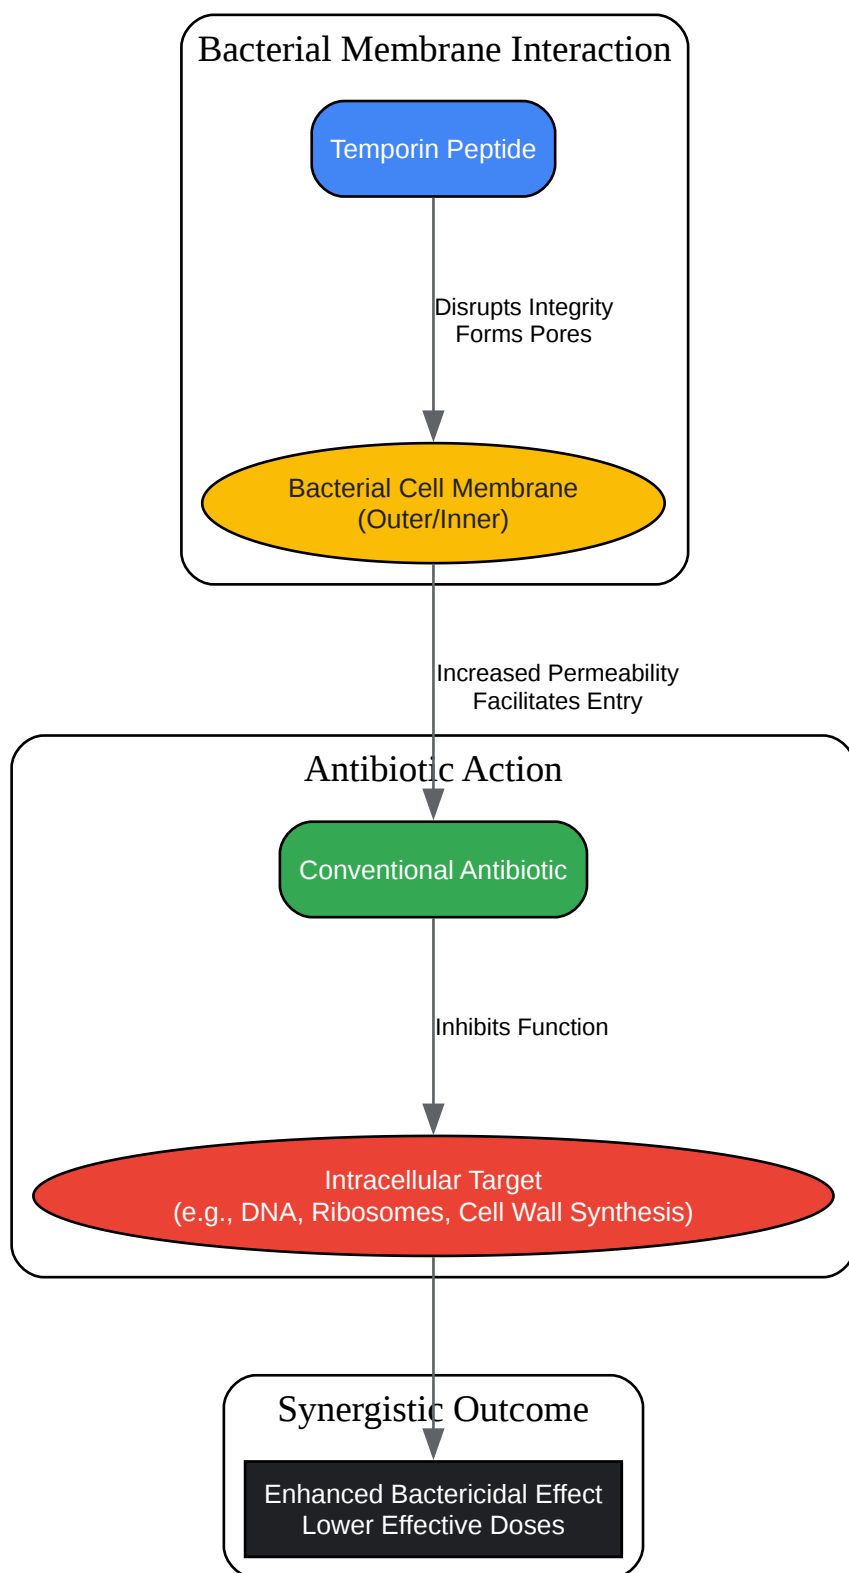 Bacterial Membrane Interaction
Temporin Peptide
Disrupts Integrity
Forms Pores
Bacterial Cell Membrane
(Outer/Inner)
Increased Permeability
Facilitates Entry
Antibiotic Action
Conventional Antibiotic
Inhibits Function
Intracellular Target
(e.g., DNA, Ribosomes, Cell Wall Synthesis)
Synergistic Outcome
Enhanced Bactericidal Effect
Lower Effective Doses